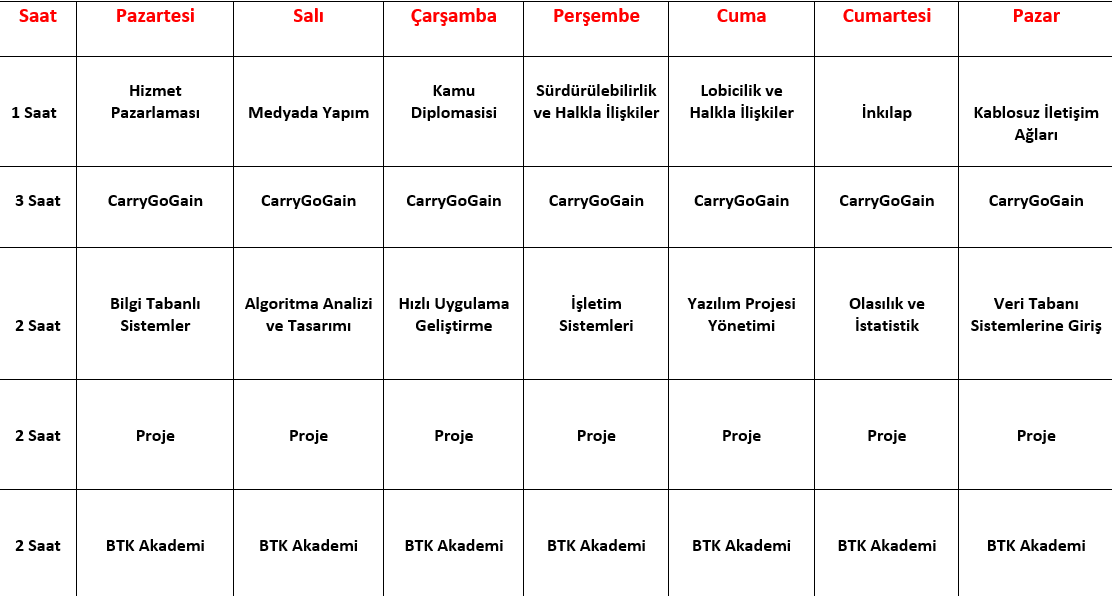 Saat Pazartesi Salı Çarşamba Perşembe Cuma Cumartesi Pazar
1 Saat
Hizmet
Pazarlaması
Medyada Yapım
Kamu
Diplomasisi
Sürdürülebilirlik
ve Halkla İlişkiler
Lobicilik ve
Halkla İlişkiler
İnkılap
Kablosuz İletişim
Ağları
3 Saat CarryGoGain CarryGoGain CarryGoGain CarryGoGain CarryGoGain CarryGoGain CarryGoGain
2 Saat
Bilgi Tabanlı
Sistemler
Algoritma Analizi
ve Tasarımı
Hızlı Uygulama
Geliştirme
İşletim
Sistemleri
Yazılım Projesi
Yönetimi
Olasılık ve
İstatistik
Veri Tabanı
Sistemlerine Giriş
2 Saat Proje Proje Proje Proje Proje Proje Proje
2 Saat BTK Akademi BTK Akademi BTK Akademi BTK Akademi BTK Akademi BTK Akademi BTK Akademi